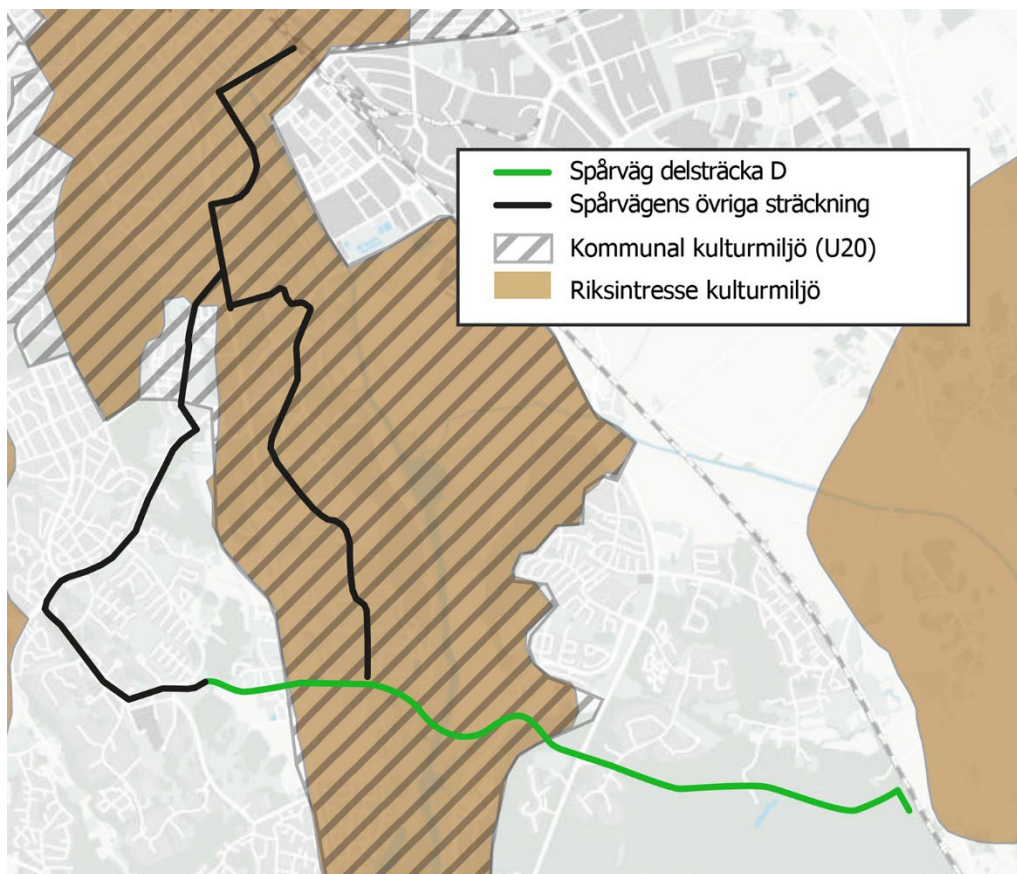 Spårväg delsträcka D
Spårvägens övriga sträckning
Kommunal kulturmiljö (U20)
Riksintresse kulturmiljö